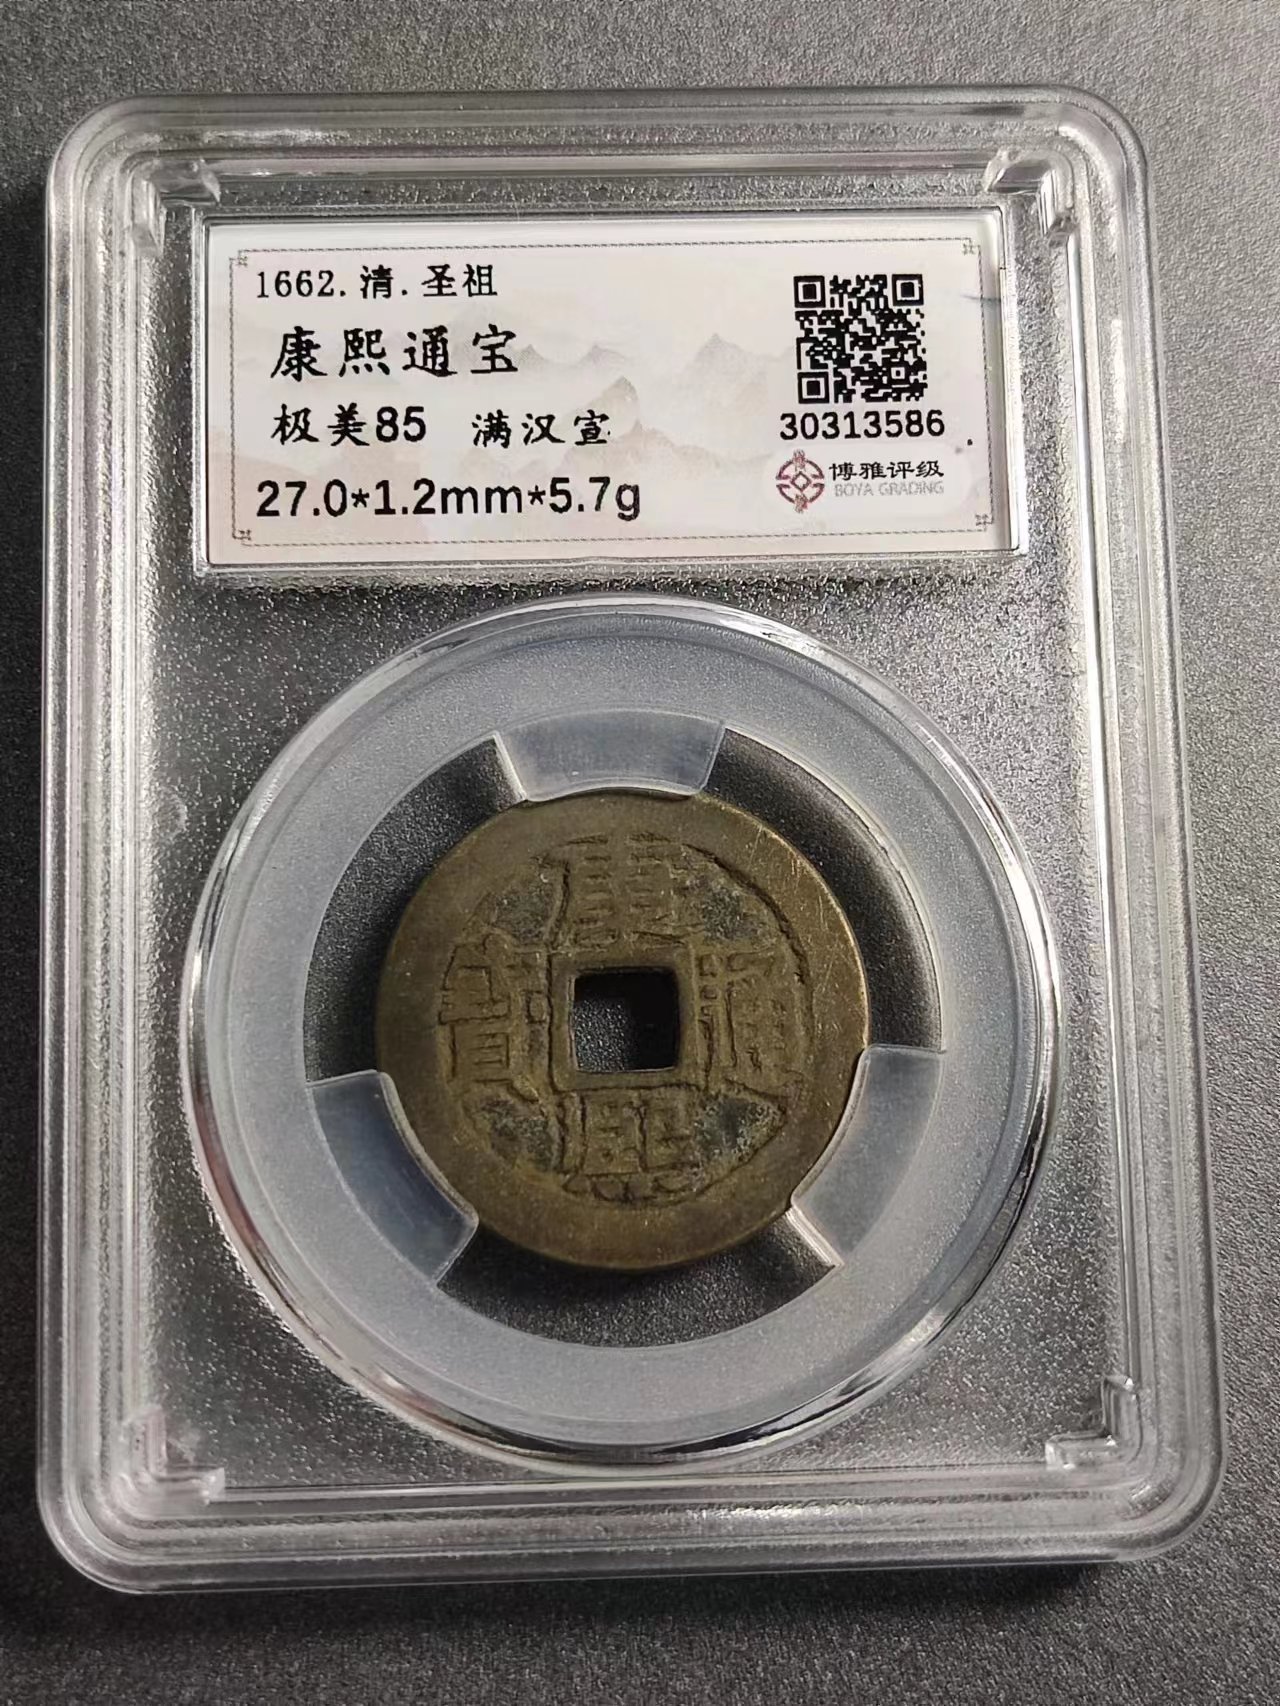 1662.清.圣祖
康熙通宝
极美85 满汉宣
27.0*1.2mm*5.7g
30313586
博雅评级
BOYA GRADING
康熙通寶